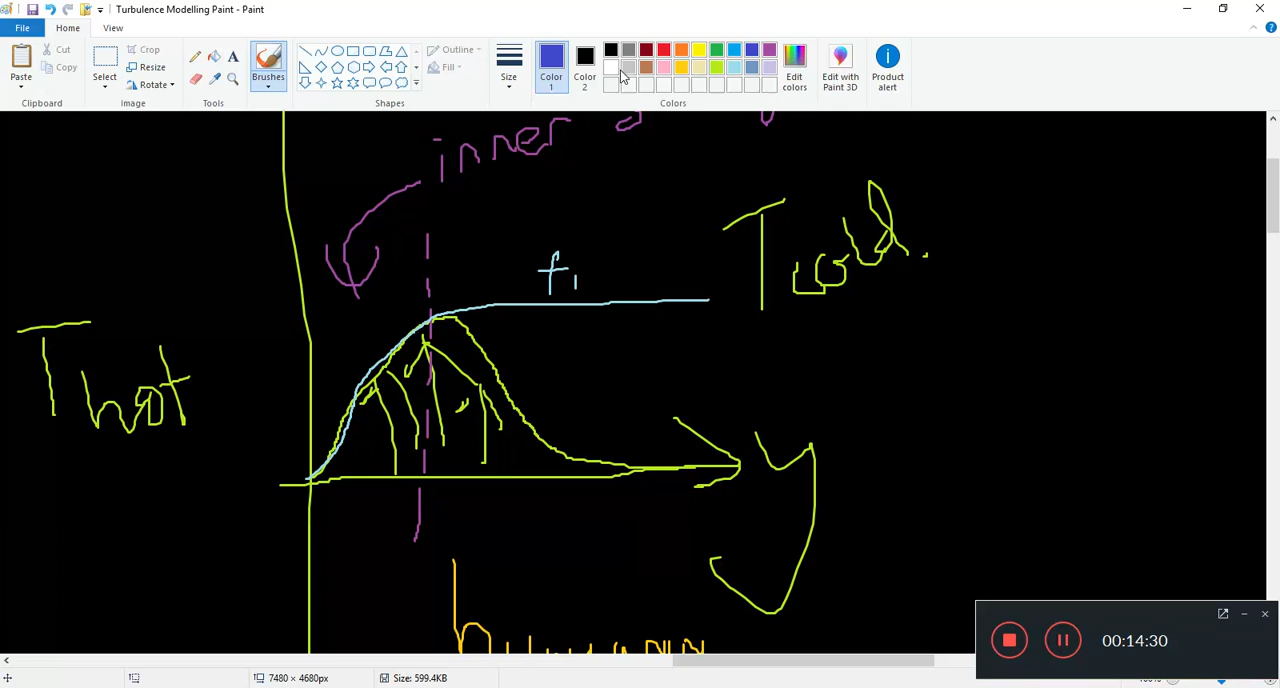 Turbulence Modelling Paint - Paint
File Home View
Paste Cut Copy Select Crop Resize Rotate Brushes Outline Fill Size Color 1 Color 2 Edit colors Edit with Paint 3D Product alert
Clipboard Image Tools Shapes Colors
inner
f1
Tcold.
Thot
y
00:14:30
7480 × 4680px Size: 599.4KB